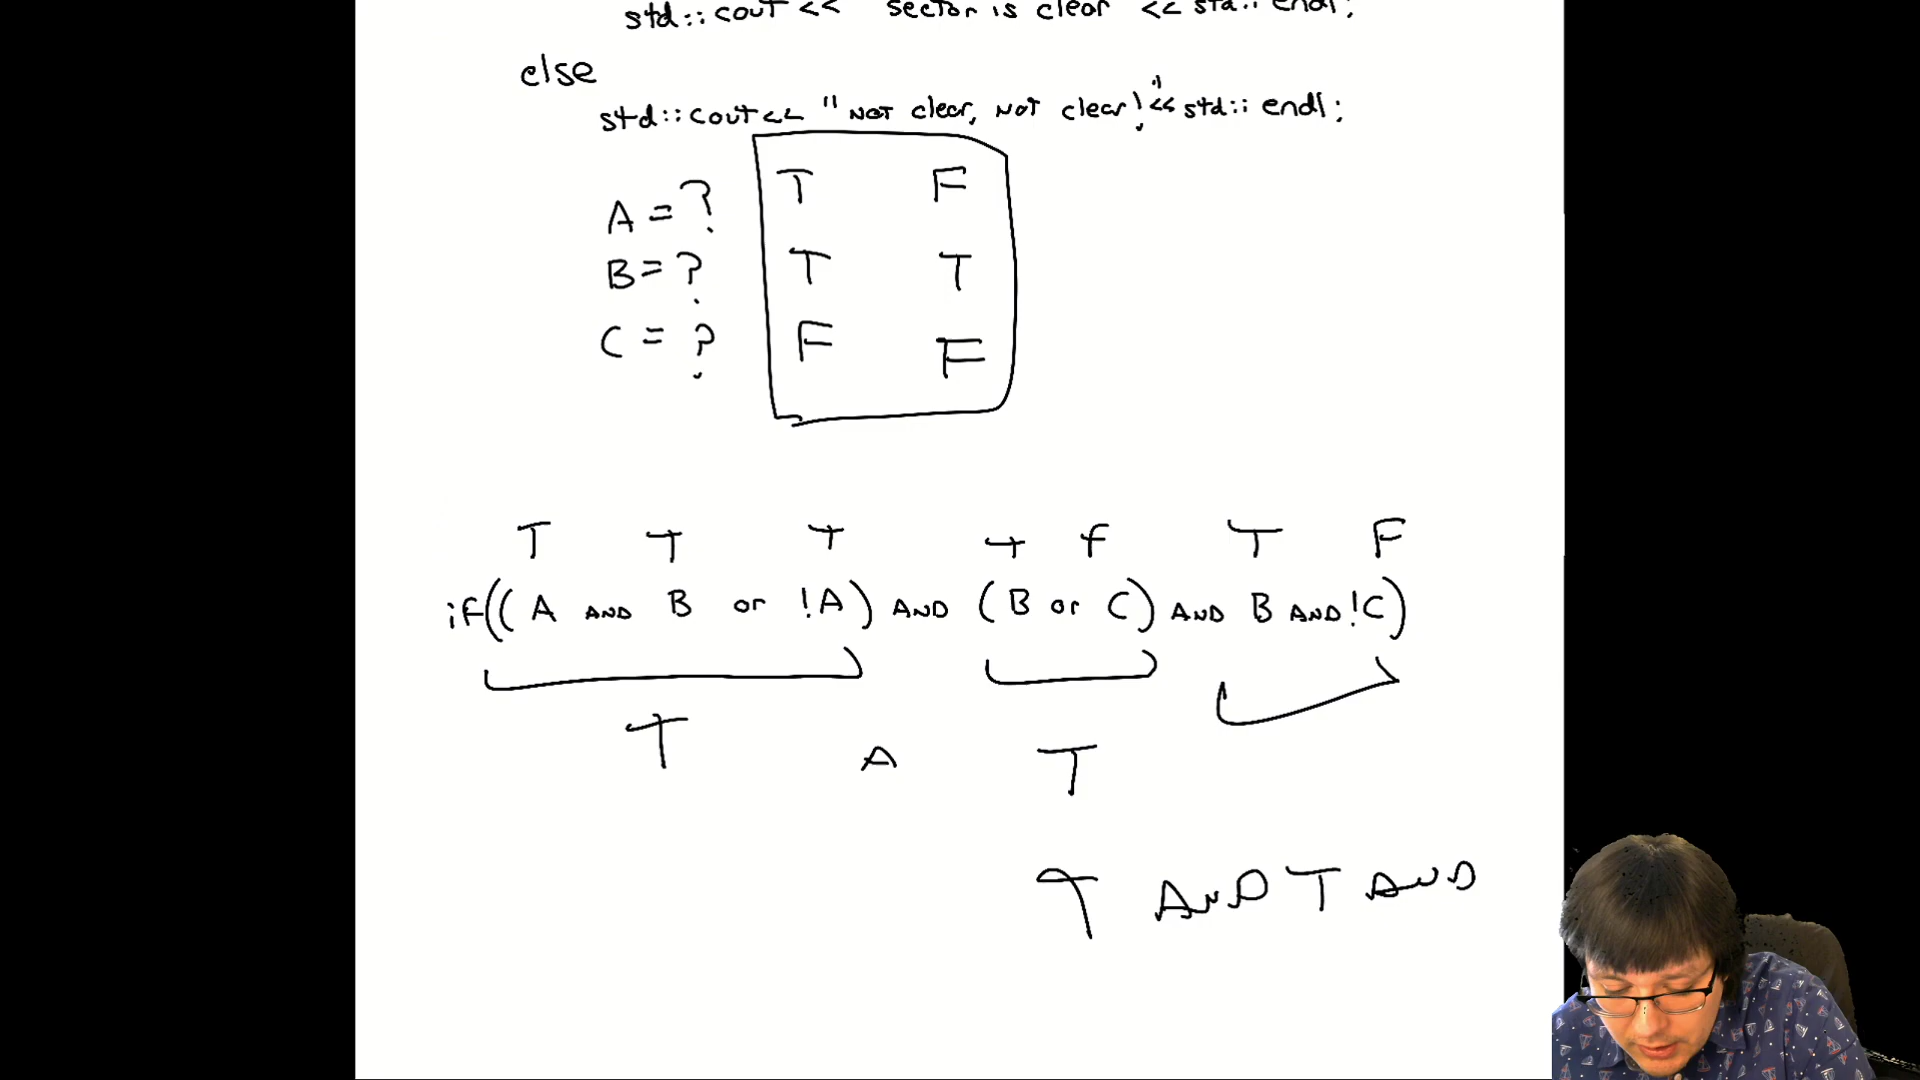 std::cout << "sector is clear" << std::endl;
else
std::cout << "NOT clear, NOT clear!" << std::endl;
A = ? T F
B = ? T T
C = ? F F
T T T T F T F
if((A AND B or !A) AND (B or C) AND B AND !C)
T A T
T AND T AND